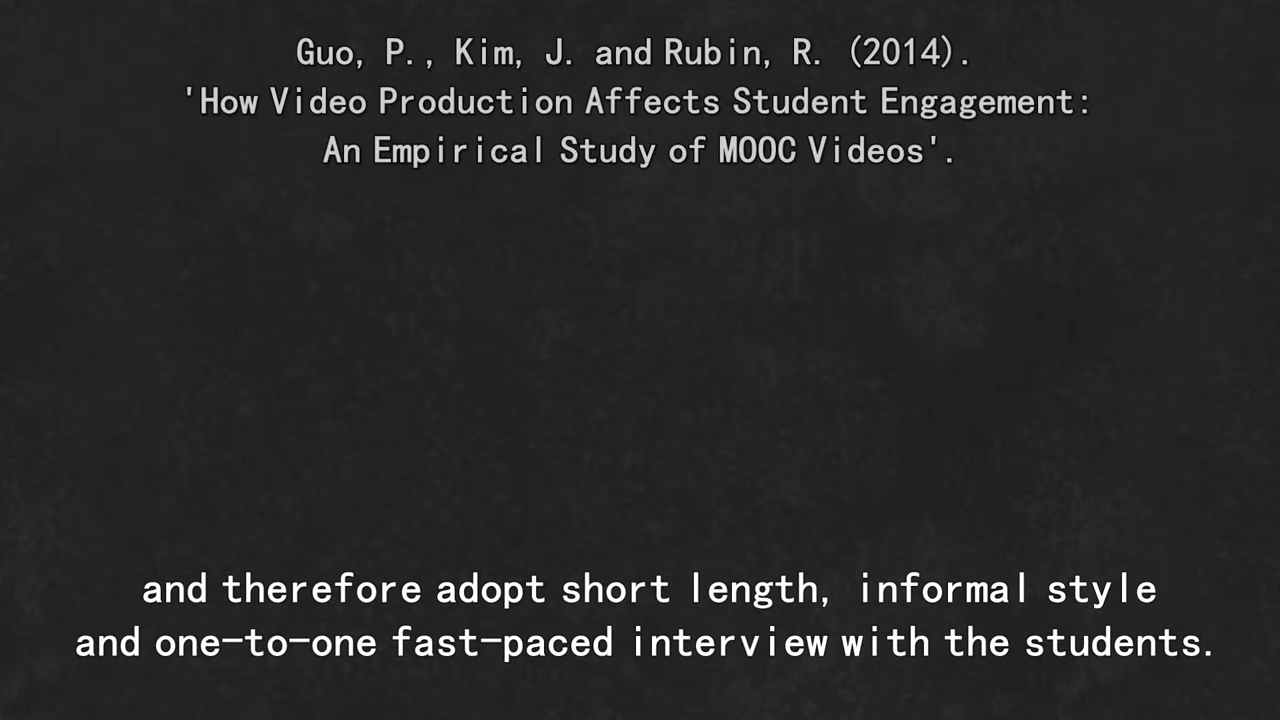 Guo, P., Kim, J. and Rubin, R. (2014).
'How Video Production Affects Student Engagement:
An Empirical Study of MOOC Videos'.
and therefore adopt short length, informal style
and one-to-one fast-paced interview with the students.